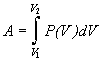 A = ∫_{V₁}^{V₂} P(V)dV